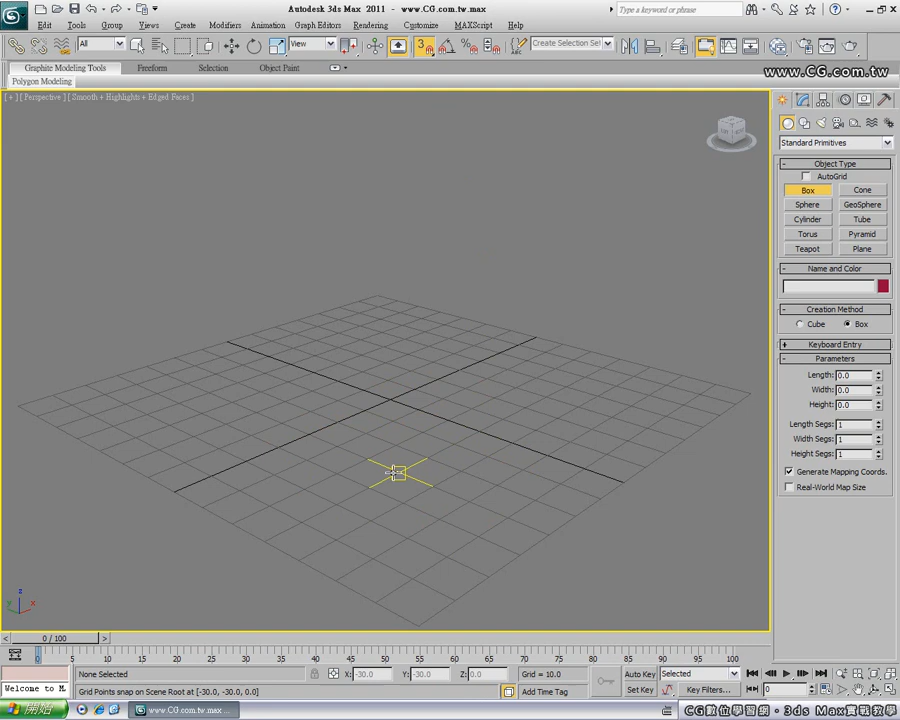 Autodesk 3ds Max 2011 - www.CG.com.tw.max
Type a keyword or phrase
Edit Tools Group Views Create Modifiers Animation Graph Editors Rendering Customize MAXScript Help
All
View
3
Create Selection Se
Graphite Modeling Tools Freeform Selection Object Paint
Polygon Modeling
www.CG.com.tw
[ + ] [ Perspective ] [ Smooth + Highlights + Edged Faces ]
Standard Primitives
Object Type
AutoGrid
Box Cone
Sphere GeoSphere
Cylinder Tube
Torus Pyramid
Teapot Plane
Name and Color
Creation Method
Cube Box
Keyboard Entry
Parameters
Length: 0.0
Width: 0.0
Height: 0.0
Length Segs: 1
Width Segs: 1
Height Segs: 1
Generate Mapping Coords.
Real-World Map Size
z
y
x
0 / 100
0 5 10 15 20 25 30 35 40 45 50 55 60 65 70 75 80 85 90 95 100
None Selected
X: -30.0 Y: -30.0 Z: 0.0
Grid = 10.0
Auto Key Selected
Welcome to M
Grid Points snap on Scene Root at [-30.0, -30.0, 0.0]
Add Time Tag
Set Key Key Filters... 0
開始
www.CG.com.tw.max ...
CG數位學習網・3ds Max實戰教學